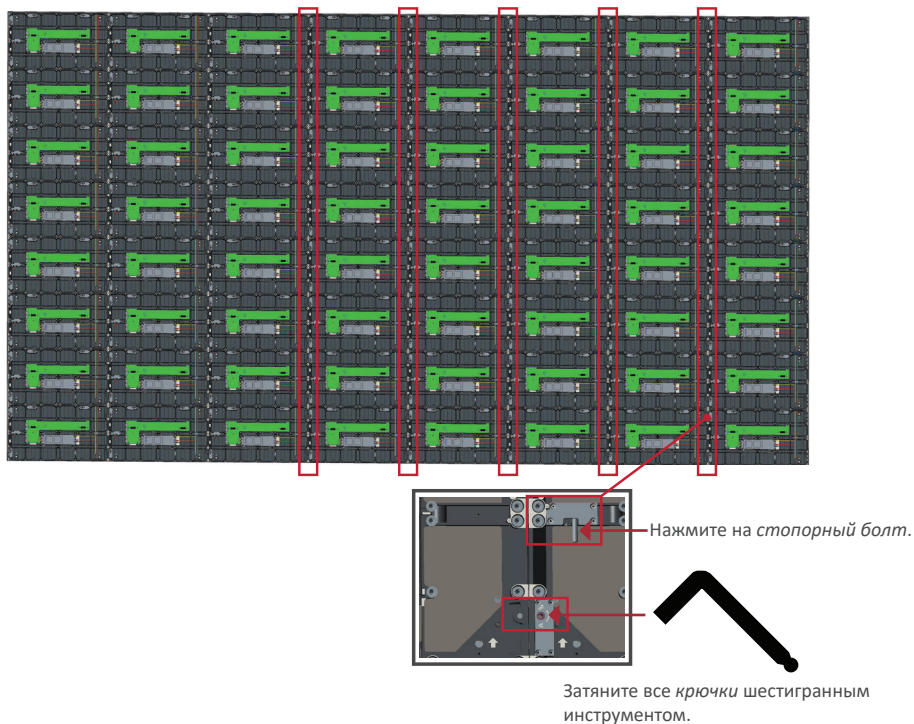 Нажмите на стопорный болт.
Затяните все крючки шестигранным
инструментом.